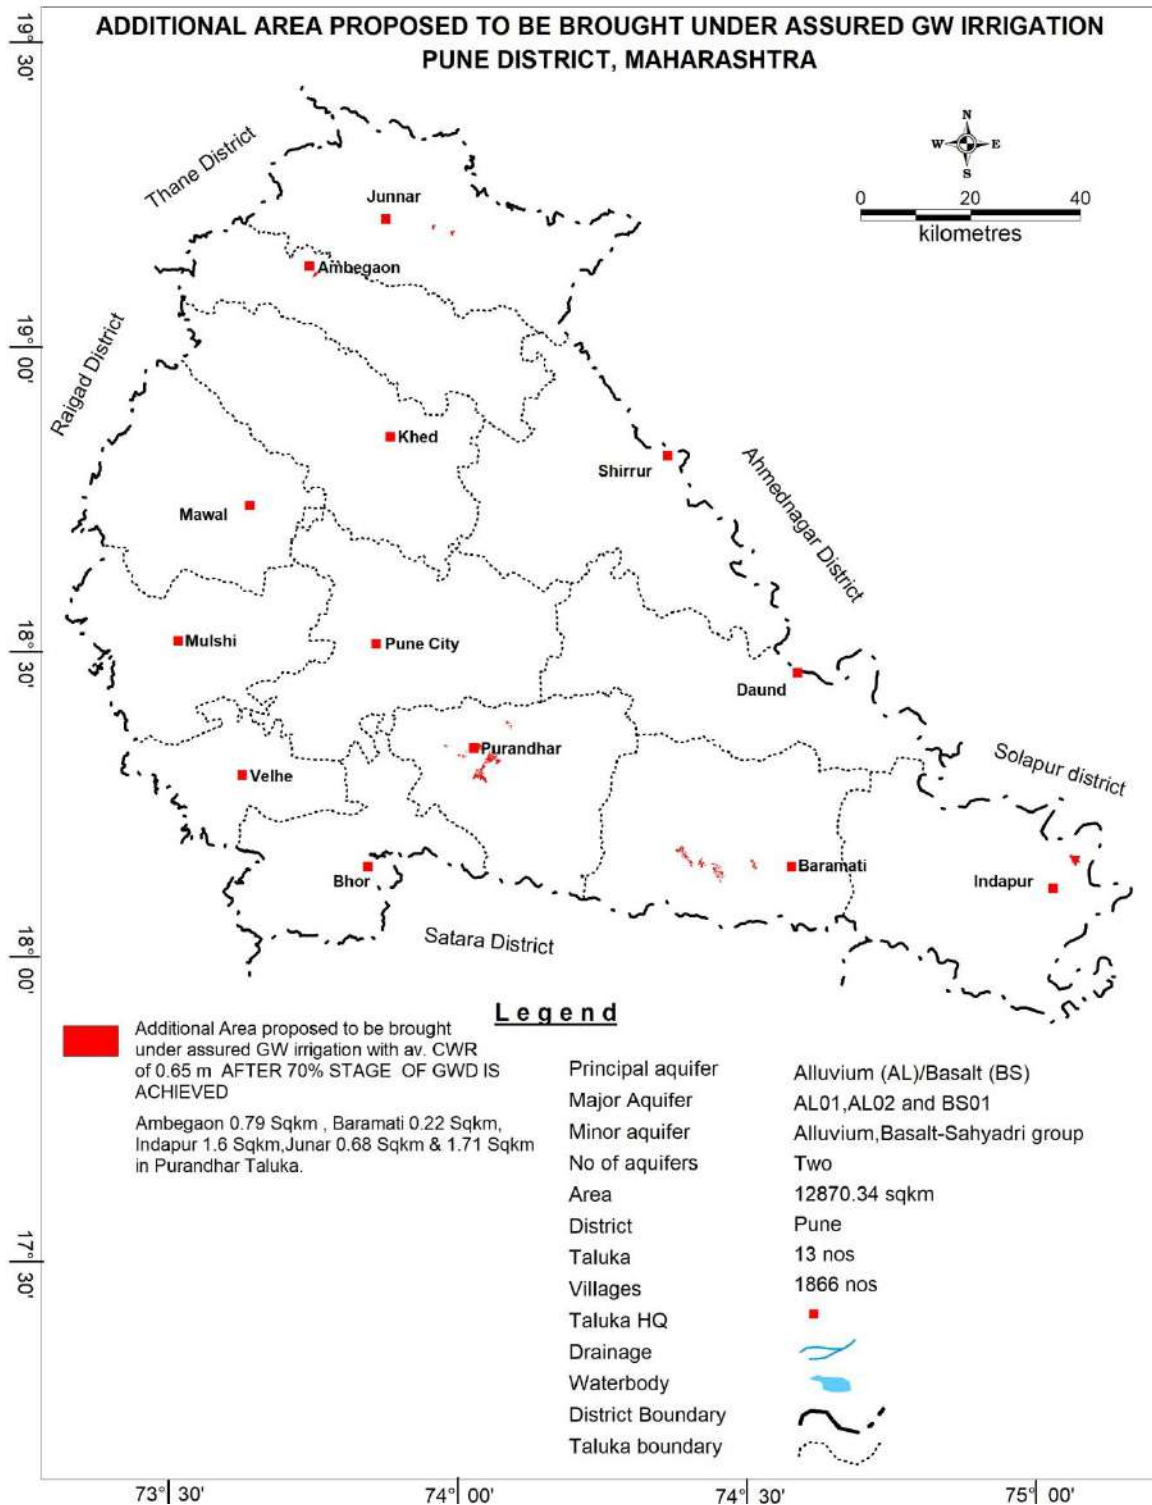 ADDITIONAL AREA PROPOSED TO BE BROUGHT UNDER ASSURED GW IRRIGATION
PUNE DISTRICT, MAHARASHTRA
19° 30'
19° 00'
18° 30'
18° 00'
17° 30'
N
W E
S
0 20 40
kilometres
Thane District
Raigad District
Ahmednagar District
Solapur district
Satara District
Junnar
Ambegaon
Khed
Shirrur
Mawal
Mulshi
Pune City
Daund
Purandhar
Velhe
Bhor
Baramati
Indapur
Legend
Additional Area proposed to be brought
under assured GW irrigation with av. CWR
of 0.65 m AFTER 70% STAGE OF GWD IS
ACHIEVED
Ambegaon 0.79 Sqkm , Baramati 0.22 Sqkm,
Indapur 1.6 Sqkm,Junar 0.68 Sqkm & 1.71 Sqkm
in Purandhar Taluka.
Principal aquifer Alluvium (AL)/Basalt (BS)
Major Aquifer AL01,AL02 and BS01
Minor aquifer Alluvium,Basalt-Sahyadri group
No of aquifers Two
Area 12870.34 sqkm
District Pune
Taluka 13 nos
Villages 1866 nos
Taluka HQ
Drainage
Waterbody
District Boundary
Taluka boundary
73° 30' 74° 00' 74° 30' 75° 00'